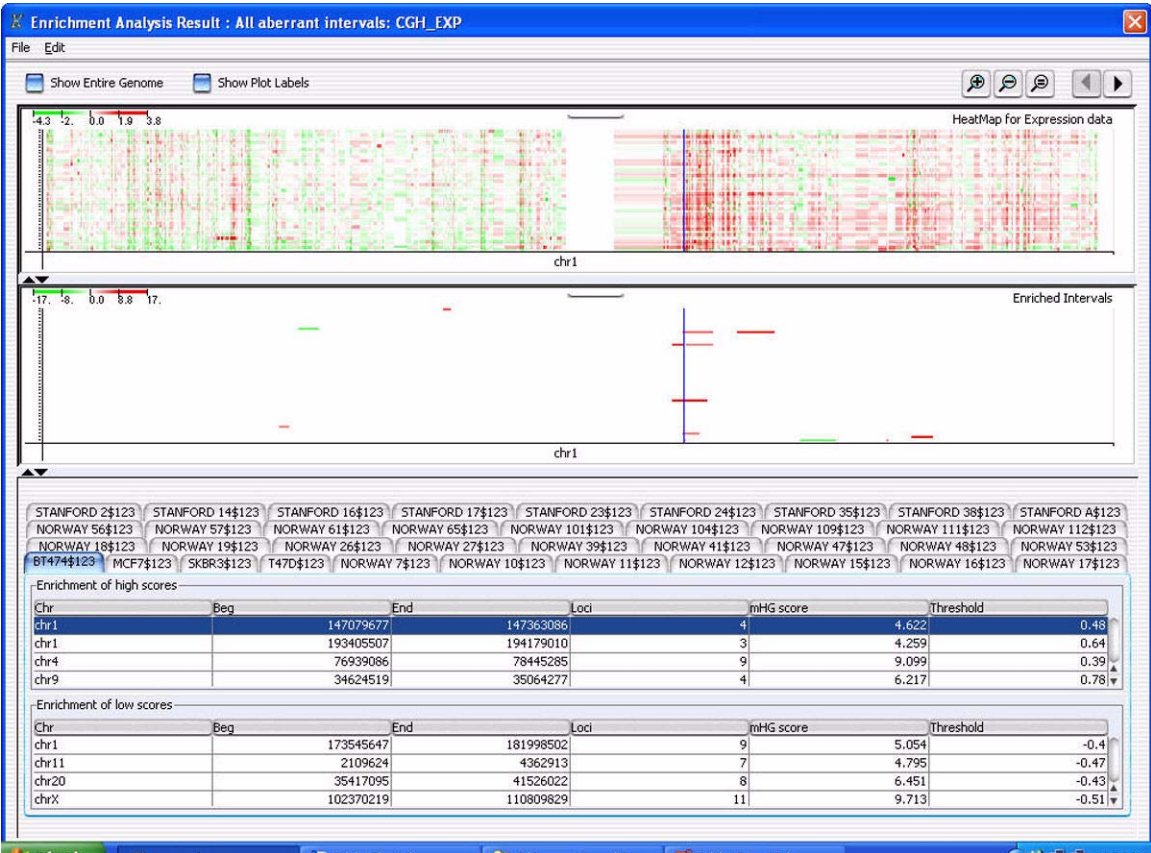 Enrichment Analysis Result : All aberrant intervals: CGH_EXP
File Edit
Show Entire Genome Show Plot Labels
-4.3 -2. 0.0 1.9 3.8 HeatMap for Expression data
chr1
-17. -8. 0.0 8.8 17. Enriched Intervals
chr1
STANFORD 2$123 STANFORD 14$123 STANFORD 16$123 STANFORD 17$123 STANFORD 23$123 STANFORD 24$123 STANFORD 35$123 STANFORD 38$123 STANFORD A$123
NORWAY 56$123 NORWAY 57$123 NORWAY 61$123 NORWAY 65$123 NORWAY 101$123 NORWAY 104$123 NORWAY 109$123 NORWAY 111$123 NORWAY 112$123
NORWAY 18$123 NORWAY 19$123 NORWAY 26$123 NORWAY 27$123 NORWAY 39$123 NORWAY 41$123 NORWAY 47$123 NORWAY 48$123 NORWAY 53$123
BT474$123 MCF7$123 SKBR3$123 T47D$123 NORWAY 7$123 NORWAY 10$123 NORWAY 11$123 NORWAY 12$123 NORWAY 15$123 NORWAY 16$123 NORWAY 17$123
Enrichment of high scores
Chr Beg End Loci mHG score Threshold
chr1 147079677 147363086 4 4.622 0.48
chr1 193405507 194179010 3 4.259 0.64
chr4 76939086 78445285 9 9.099 0.39
chr9 34624519 35064277 4 6.217 0.78
Enrichment of low scores
Chr Beg End Loci mHG score Threshold
chr1 173545647 181998502 9 5.054 -0.4
chr11 2109624 4362913 7 4.795 -0.47
chr20 35417095 41526022 8 6.451 -0.43
chrX 102370219 110809829 11 9.713 -0.51